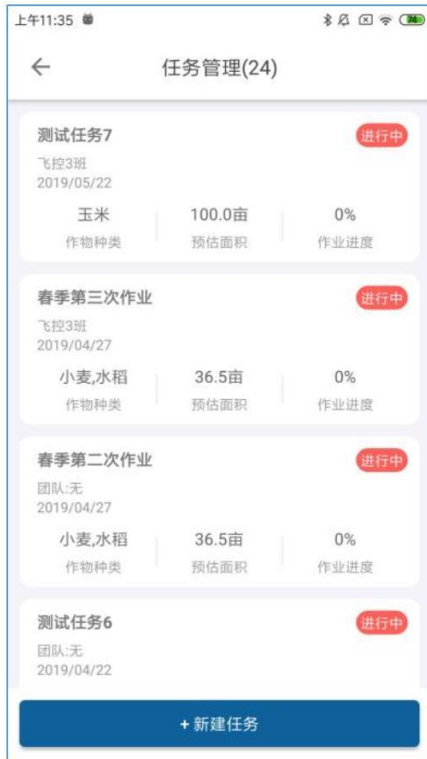 上午11:35
74
任务管理(24)
测试任务7
进行中
飞控3班
2019/05/22
玉米 100.0亩 0%
作物种类 预估面积 作业进度
春季第三次作业
进行中
飞控3班
2019/04/27
小麦,水稻 36.5亩 0%
作物种类 预估面积 作业进度
春季第二次作业
进行中
团队:无
2019/04/27
小麦,水稻 36.5亩 0%
作物种类 预估面积 作业进度
测试任务6
进行中
团队:无
2019/04/22
+ 新建任务